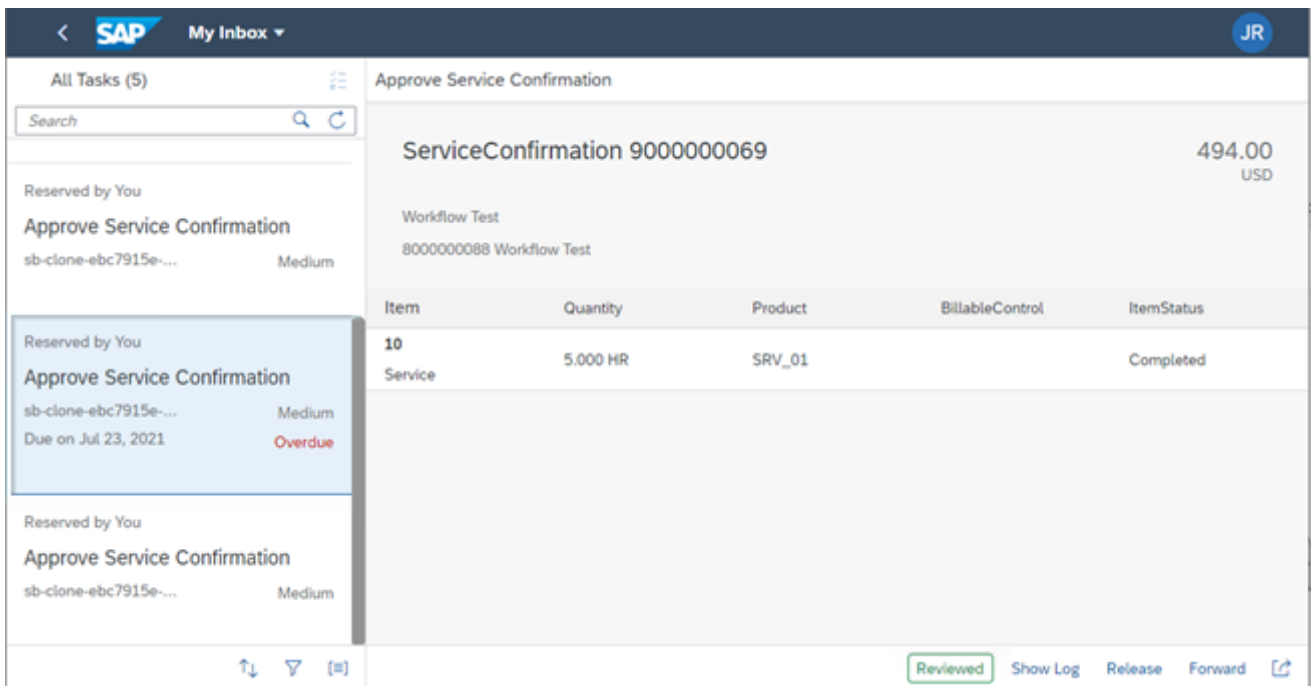 SAP My Inbox JR
All Tasks (5)
Search
Reserved by You
Approve Service Confirmation
sb-clone-ebc7915e-... Medium
Reserved by You
Approve Service Confirmation
sb-clone-ebc7915e-... Medium
Due on Jul 23, 2021 Overdue
Reserved by You
Approve Service Confirmation
sb-clone-ebc7915e-... Medium
Approve Service Confirmation
ServiceConfirmation 9000000069 494.00
USD
Workflow Test
8000000088 Workflow Test
Item Quantity Product BillableControl ItemStatus
10
Service 5.000 HR SRV_01 Completed
Reviewed Show Log Release Forward